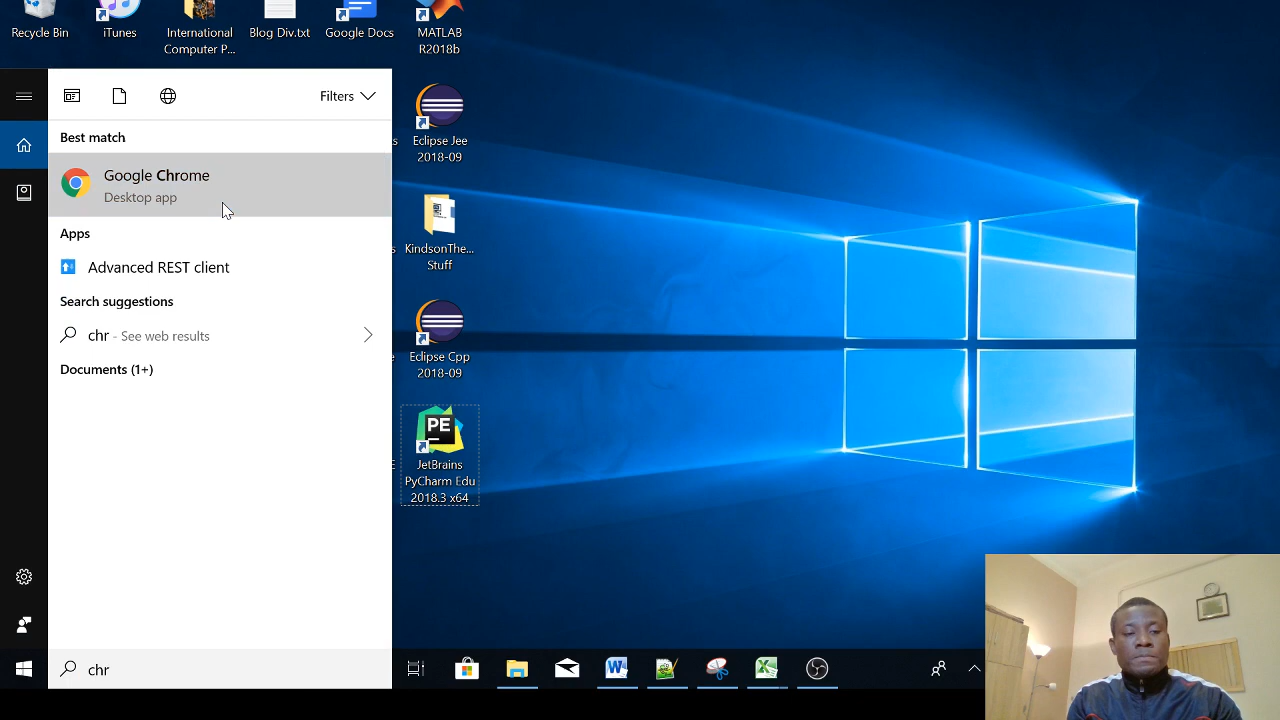 Recycle Bin
iTunes
International
Computer P...
Blog Div.txt
Google Docs
MATLAB
R2018b
Filters
Best match
Google Chrome
Desktop app
Apps
Advanced REST client
Search suggestions
chr - See web results
Documents (1+)
Eclipse Jee
2018-09
KindsonThe...
Stuff
Eclipse Cpp
2018-09
PE
JetBrains
PyCharm Edu
2018.3 x64
chr